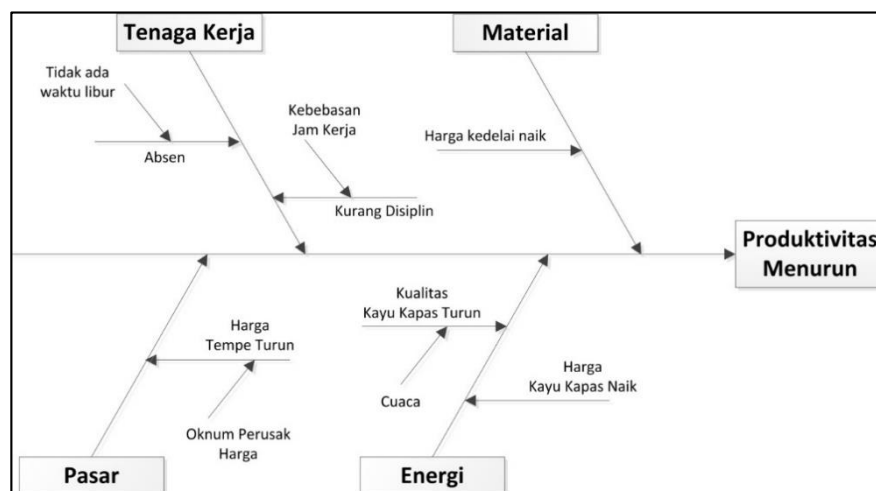 Tenaga Kerja
Material
Tidak ada
waktu libur
Absen
Kebebasan
Jam Kerja
Kurang Disiplin
Harga kedelai naik
Produktivitas
Menurun
Harga
Tempe Turun
Oknum Perusak
Harga
Kualitas
Kayu Kapas Turun
Cuaca
Harga
Kayu Kapas Naik
Pasar
Energi